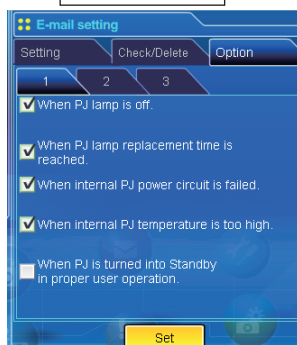 E-mail setting
Setting Check/Delete Option
1 2 3
When PJ lamp is off.
When PJ lamp replacement time is
reached.
When internal PJ power circuit is failed.
When internal PJ temperature is too high.
When PJ is turned into Standby
in proper user operation.
Set